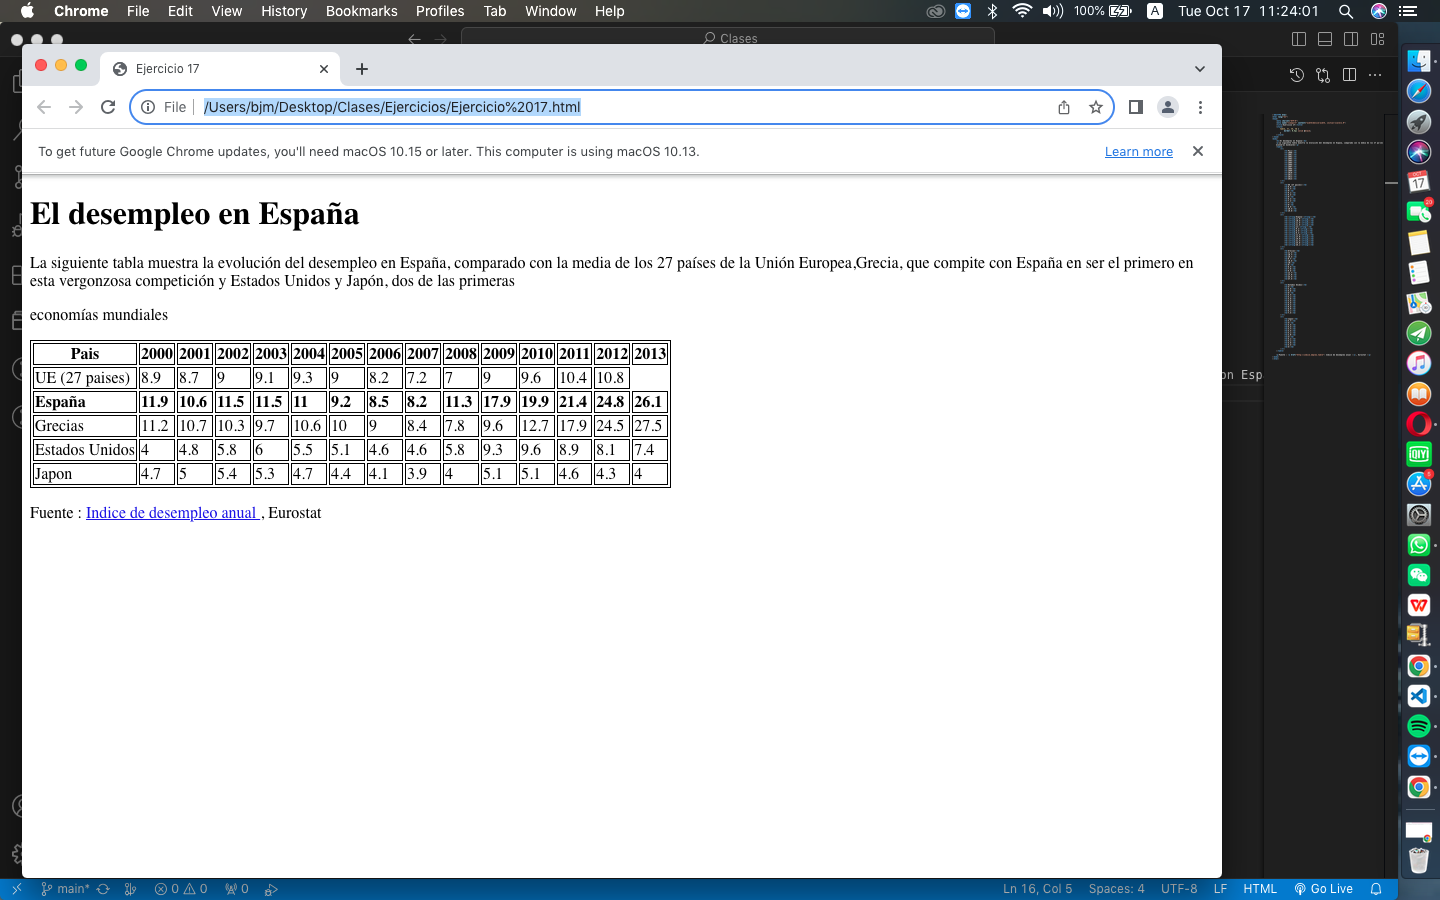 Chrome File Edit View History Bookmarks Profiles Tab Window Help 100% A Tue Oct 17 11:24:01
Clases
Ejercicio 17
File /Users/bjm/Desktop/Clases/Ejercicios/Ejercicio%2017.html
To get future Google Chrome updates, you'll need macOS 10.15 or later. This computer is using macOS 10.13. Learn more
El desempleo en España
La siguiente tabla muestra la evolución del desempleo en España, comparado con la media de los 27 países de la Unión Europea,Grecia, que compite con España en ser el primero en
esta vergonzosa competición y Estados Unidos y Japón, dos de las primeras
economías mundiales
Pais 2000 2001 2002 2003 2004 2005 2006 2007 2008 2009 2010 2011 2012 2013
UE (27 paises) 8.9 8.7 9 9.1 9.3 9 8.2 7.2 7 9 9.6 10.4 10.8
España 11.9 10.6 11.5 11.5 11 9.2 8.5 8.2 11.3 17.9 19.9 21.4 24.8 26.1
Grecias 11.2 10.7 10.3 9.7 10.6 10 9 8.4 7.8 9.6 12.7 17.9 24.5 27.5
Estados Unidos 4 4.8 5.8 6 5.5 5.1 4.6 4.6 5.8 9.3 9.6 8.9 8.1 7.4
Japon 4.7 5 5.4 5.3 4.7 4.4 4.1 3.9 4 5.1 5.1 4.6 4.3 4
Fuente : Indice de desempleo anual , Eurostat
on Esp
OCT
17
20
QIY
6
main* 0 0 0 Ln 16, Col 5 Spaces: 4 UTF-8 LF HTML Go Live